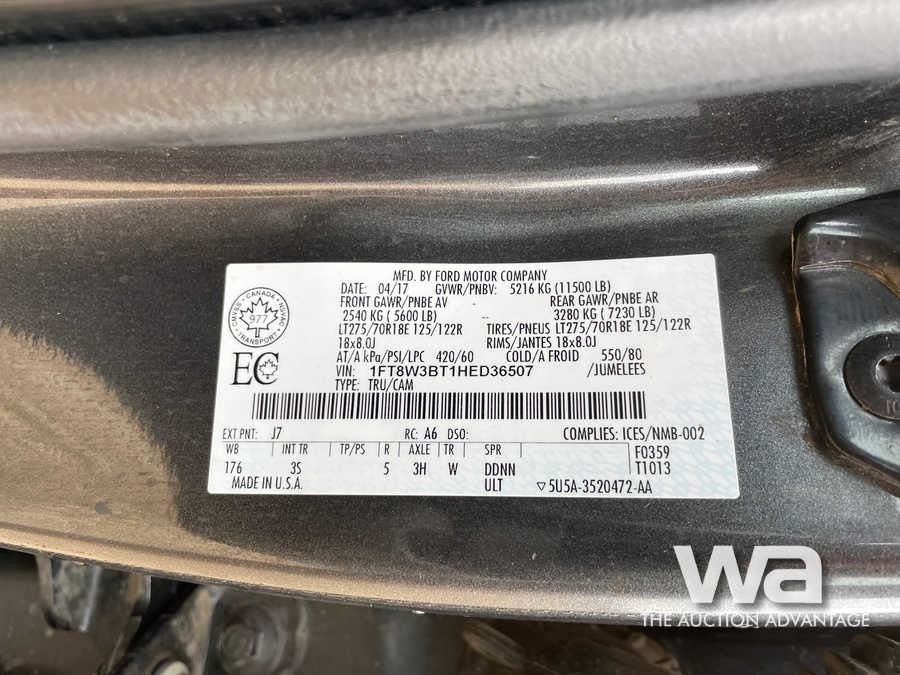 MFD. BY FORD MOTOR COMPANY
DATE: 04/17 GVWR/PNBV: 5216 KG (11500 LB)
FRONT GAWR/PNBE AV REAR GAWR/PNBE AR
2540 KG ( 5600 LB) -- 3280 KG ( 7230 LB)
LT275/70R18E 125/122R TIRES/PNEUS LT275/70R18E 125/122R
18x8.0J RIMS/JANTES 18x8.0J
AT/A kPa/PSI/LPC 420/60 COLD/A FROID 550/80
VIN: 1FT8W3BT1HED36507 /JUMELEES
TYPE: TRU/CAM
CMVSS - CANADA - NSVAC
977
TRANSPORT
EC
EXT PNT: J7 RC: A6 DSO: COMPLIES: ICES/NMB-002
WB INT TR TP/PS R AXLE TR SPR F0359
176 3S 5 3H W DDNN T1013
MADE IN U.S.A. ULT ▽5U5A-3520472-AA
wa
THE AUCTION ADVANTAGE